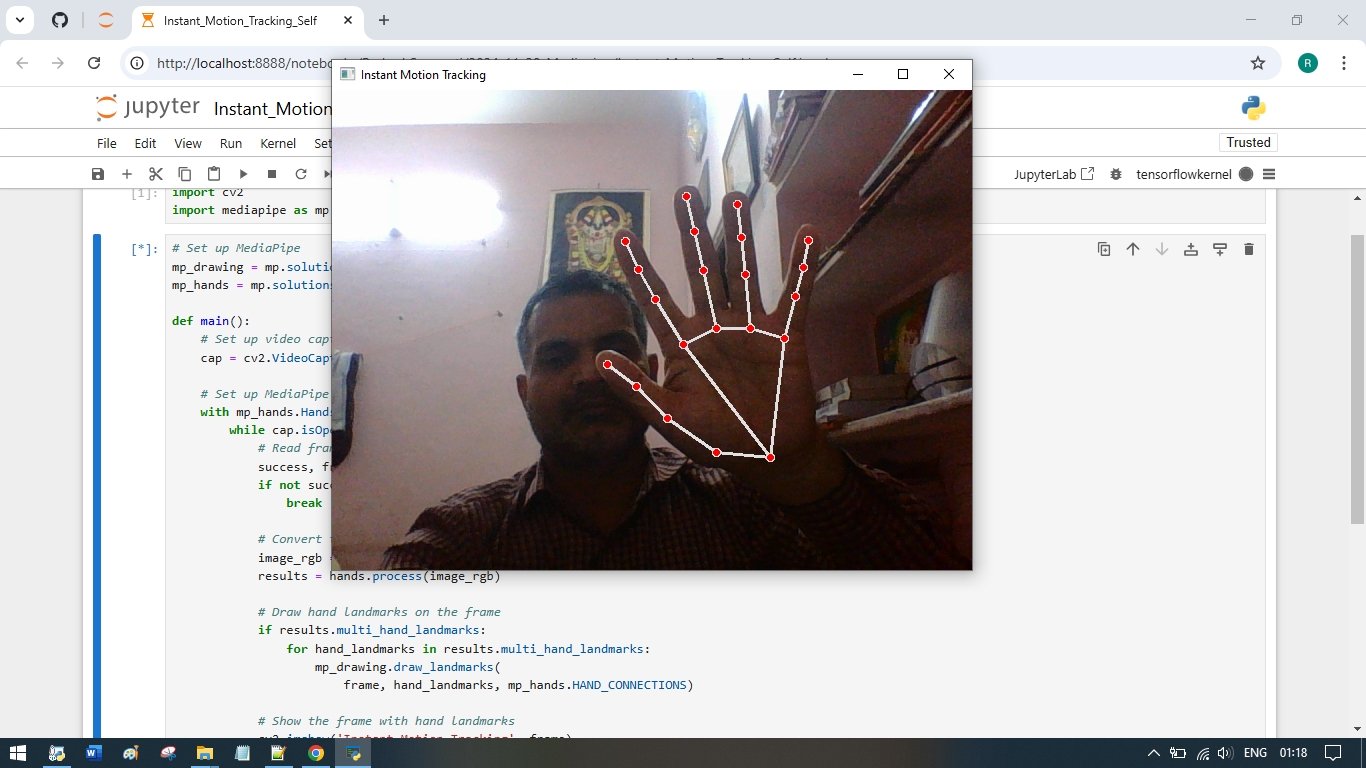 Instant_Motion_Tracking_Self
http://localhost:8888/noteboo
R
Instant Motion Tracking
jupyter Instant_Motion
File Edit View Run Kernel Set
Trusted
JupyterLab
tensorflowkernel
[1]: import cv2
import mediapipe as mp
[*]: # Set up MediaPipe
mp_drawing = mp.solutio
mp_hands = mp.solutions
def main():
# Set up video cap
cap = cv2.VideoCapt
# Set up MediaPipe
with mp_hands.Hands
while cap.isOpe
# Read fram
success, fr
if not succ
break
# Convert
image_rgb =
results = hands.process(image_rgb)
# Draw hand landmarks on the frame
if results.multi_hand_landmarks:
for hand_landmarks in results.multi_hand_landmarks:
mp_drawing.draw_landmarks(
frame, hand_landmarks, mp_hands.HAND_CONNECTIONS)
# Show the frame with hand landmarks
cv2.imshow('Instant Motion Tracking', frame)
ENG 01:18